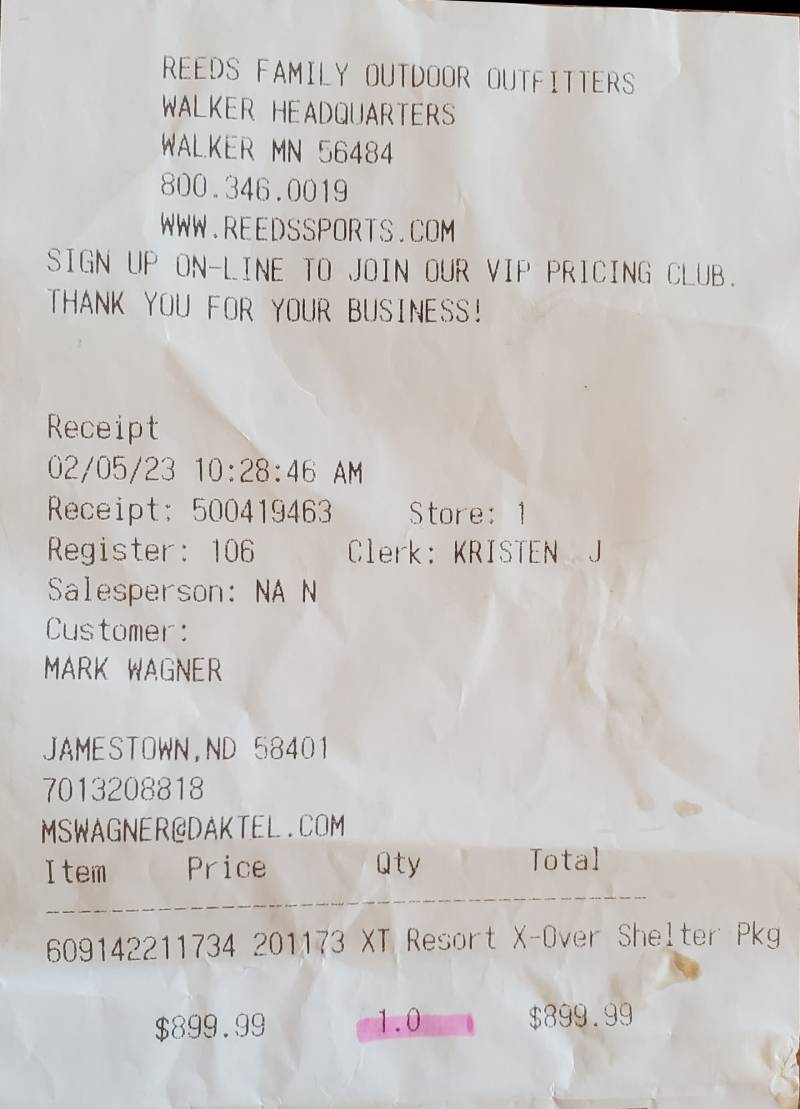 REEDS FAMILY OUTDOOR OUTFITTERS
WALKER HEADQUARTERS
WALKER MN 56484
800.346.0019
WWW.REEDSSPORTS.COM
SIGN UP ON-LINE TO JOIN OUR VIP PRICING CLUB.
THANK YOU FOR YOUR BUSINESS!
Receipt
02/05/23 10:28:46 AM
Receipt: 500419463 Store: 1
Register: 106 Clerk: KRISTEN J
Salesperson: NA N
Customer:
MARK WAGNER
JAMESTOWN,ND 58401
7013208818
MSWAGNER@DAKTEL.COM
Item Price Qty Total
--------------------------------------
609142211734 201173 XT Resort X-Over Shelter Pkg
$899.99 1.0 $899.99